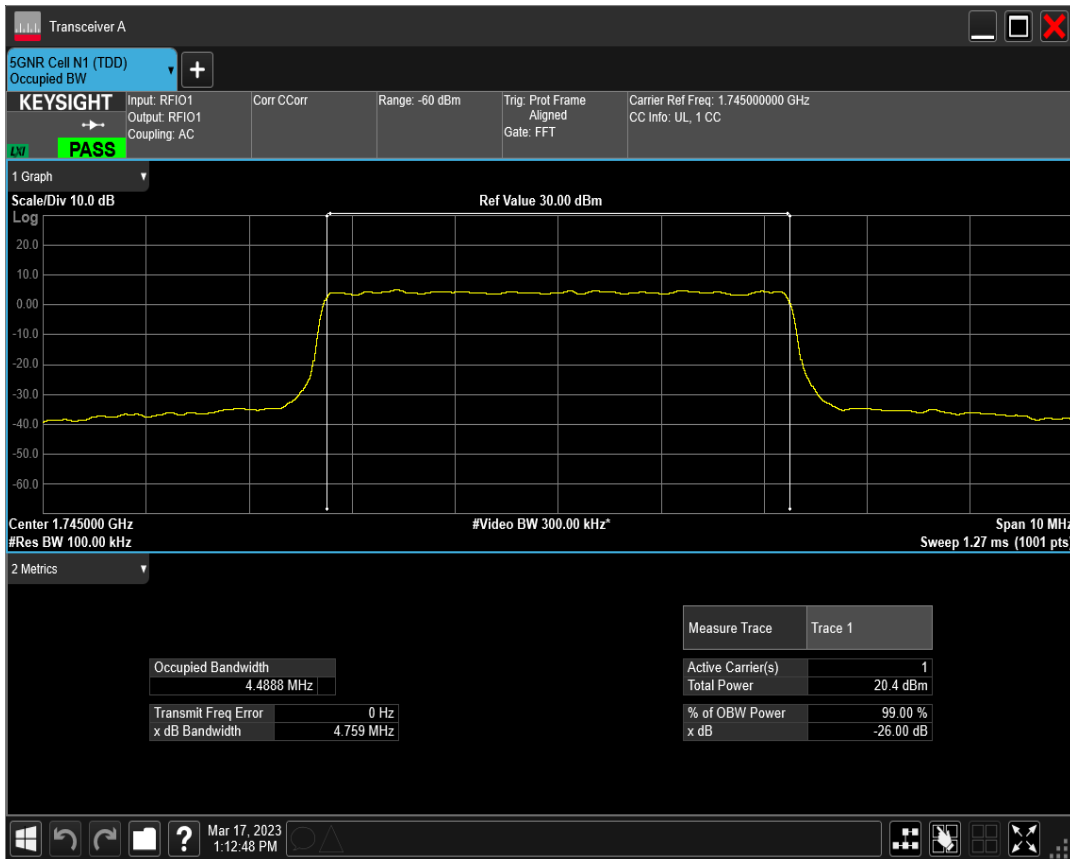 Transceiver A
5GNR Cell N1 (TDD)
Occupied BW
+
KEYSIGHT
LXI
PASS
Input: RFIO1
Output: RFIO1
Coupling: AC
Corr CCorr
Range: -60 dBm
Trig: Prot Frame
Aligned
Gate: FFT
Carrier Ref Freq: 1.745000000 GHz
CC Info: UL, 1 CC
1 Graph
Scale/Div 10.0 dB
Ref Value 30.00 dBm
Log
20.0
10.0
0.00
-10.0
-20.0
-30.0
-40.0
-50.0
-60.0
Center 1.745000 GHz
#Video BW 300.00 kHz*
Span 10 MHz
#Res BW 100.00 kHz
Sweep 1.27 ms (1001 pts)
2 Metrics
Measure Trace Trace 1
Occupied Bandwidth
4.4888 MHz
Active Carrier(s) 1
Total Power 20.4 dBm
Transmit Freq Error 0 Hz
x dB Bandwidth 4.759 MHz
% of OBW Power 99.00 %
x dB -26.00 dB
?
Mar 17, 2023
1:12:48 PM